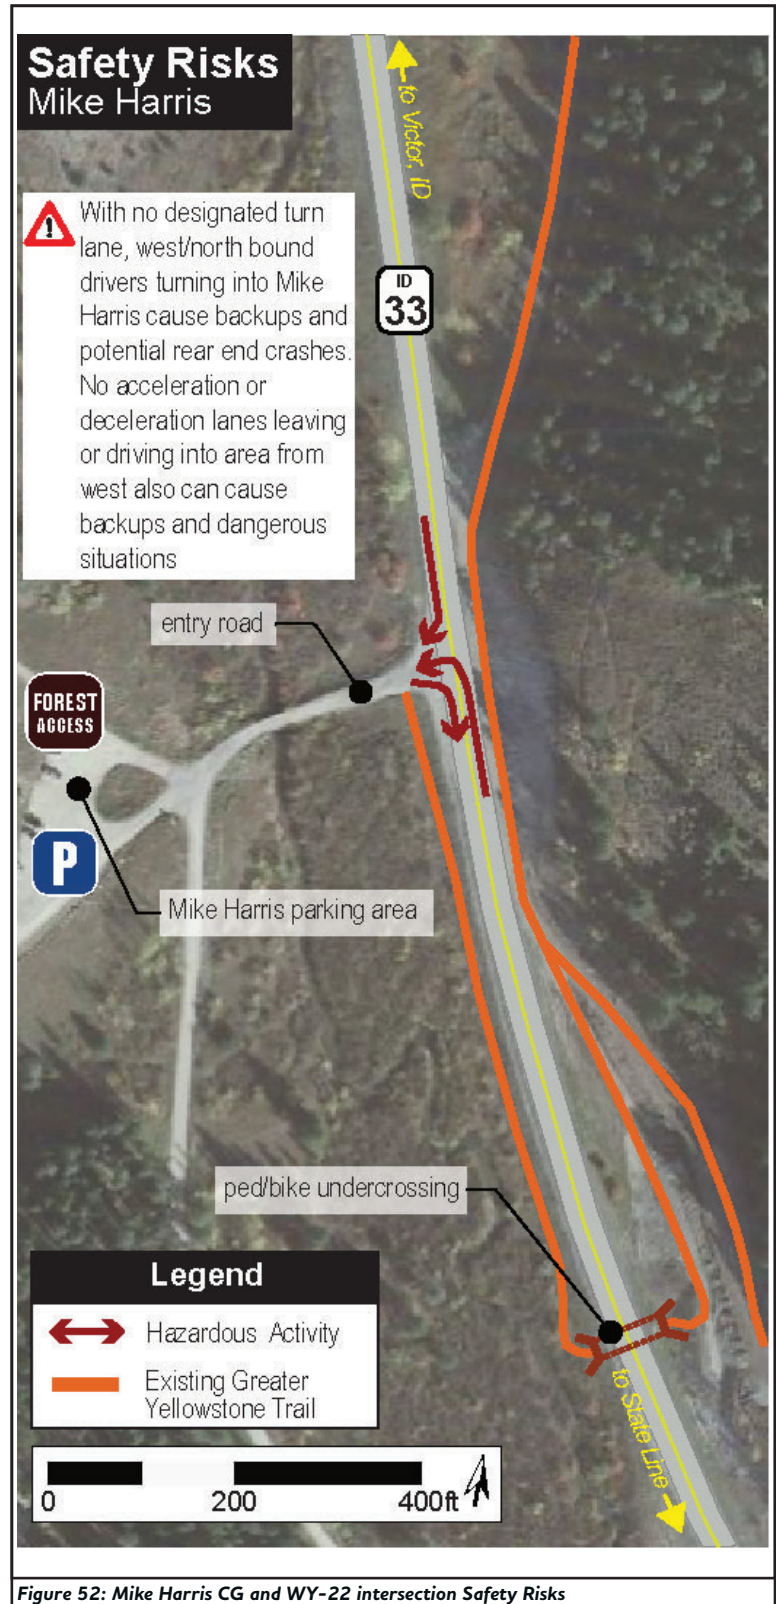 Safety Risks
Mike Harris
to Victor, ID
With no designated turn
lane, west/north bound
drivers turning into Mike
Harris cause backups and
potential rear end crashes.
No acceleration or
deceleration lanes leaving
or driving into area from
west also can cause
backups and dangerous
situations
ID
33
entry road
FOREST
ACCESS
P
Mike Harris parking area
ped/bike undercrossing
to State Line
Legend
Hazardous Activity
Existing Greater
Yellowstone Trail
0 200 400ft
Figure 52: Mike Harris CG and WY-22 intersection Safety Risks